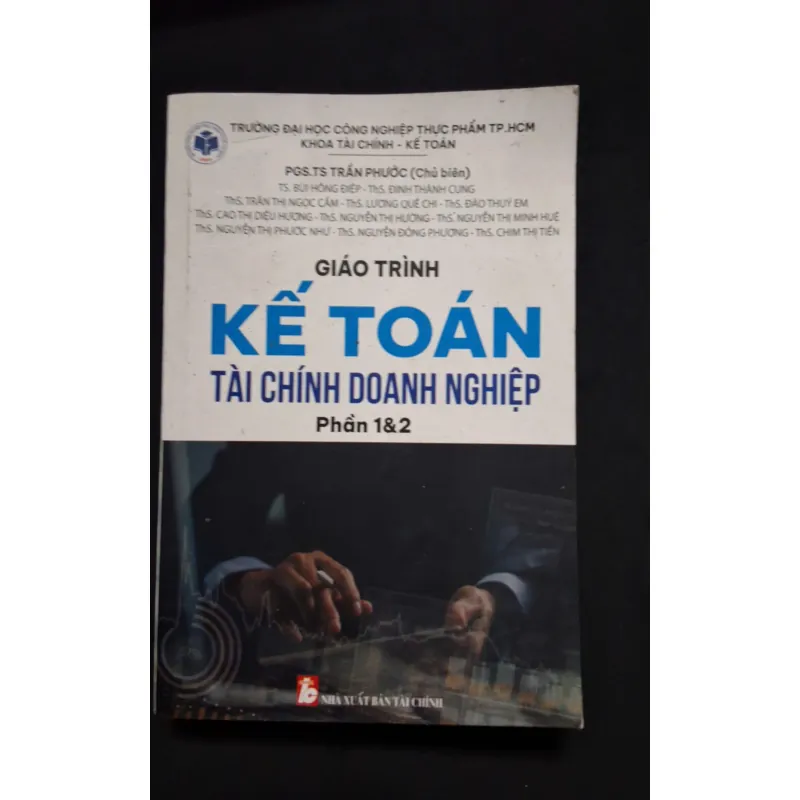 TRƯỜNG ĐẠI HỌC CÔNG NGHIỆP THỰC PHẨM TP.HCM
KHOA TÀI CHÍNH - KẾ TOÁN
PGS.TS TRẦN PHƯỚC (Chủ biên)
TS. BÙI HỒNG ĐIỆP - ThS. ĐINH THÀNH CUNG
ThS. TRẦN THỊ NGỌC CẨM - ThS. LƯƠNG QUẾ CHI - ThS. ĐÀO THUỲ EM
ThS. CAO THỊ DIỆU HƯƠNG - ThS. NGUYỄN THỊ HƯỜNG - ThS. NGUYỄN THỊ MINH HUỆ
ThS. NGUYỄN THỊ PHƯỚC NHƯ - ThS. NGUYỄN ĐÔNG PHƯƠNG - ThS. CHIM THỊ TIỀN
GIÁO TRÌNH
KẾ TOÁN
TÀI CHÍNH DOANH NGHIỆP
Phần 1&2
NHÀ XUẤT BẢN TÀI CHÍNH